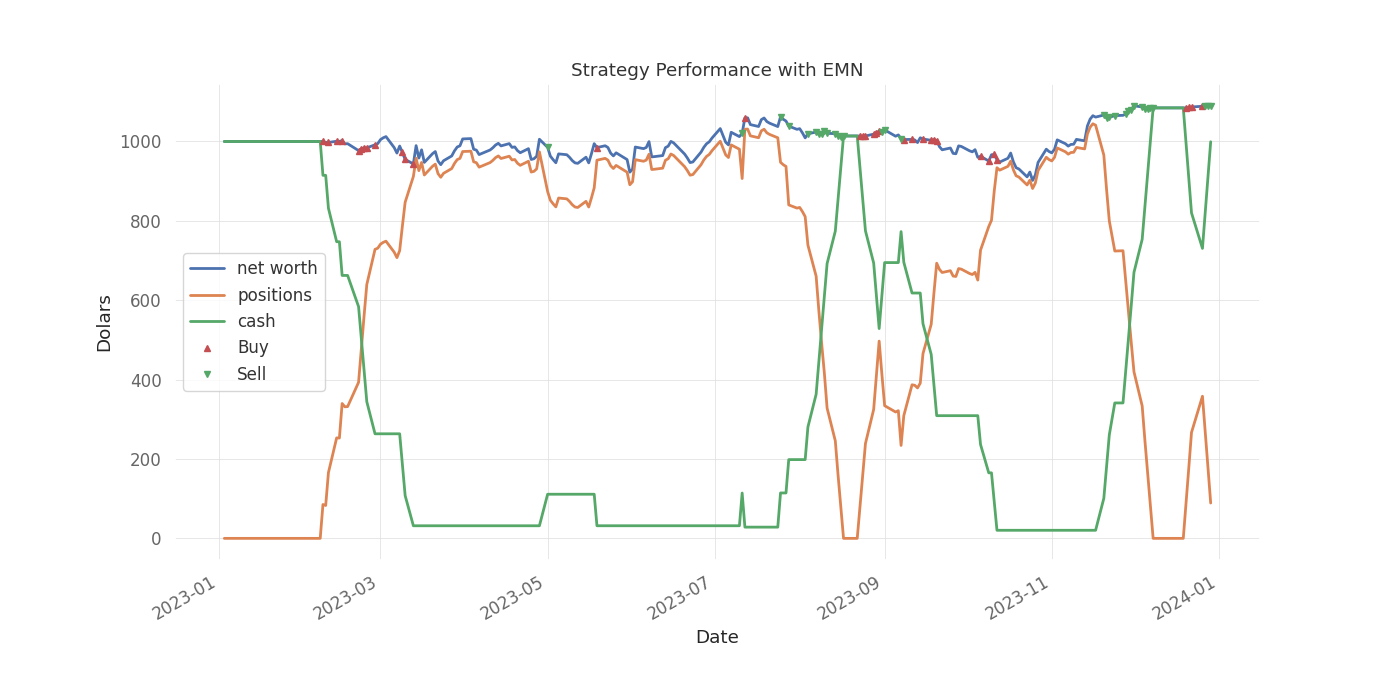 Strategy Performance with EMN
1000
800
600
400
200
0
Dolars
net worth
positions
cash
Buy
Sell
2023-01
2023-03
2023-05
2023-07
2023-09
2023-11
2024-01
Date